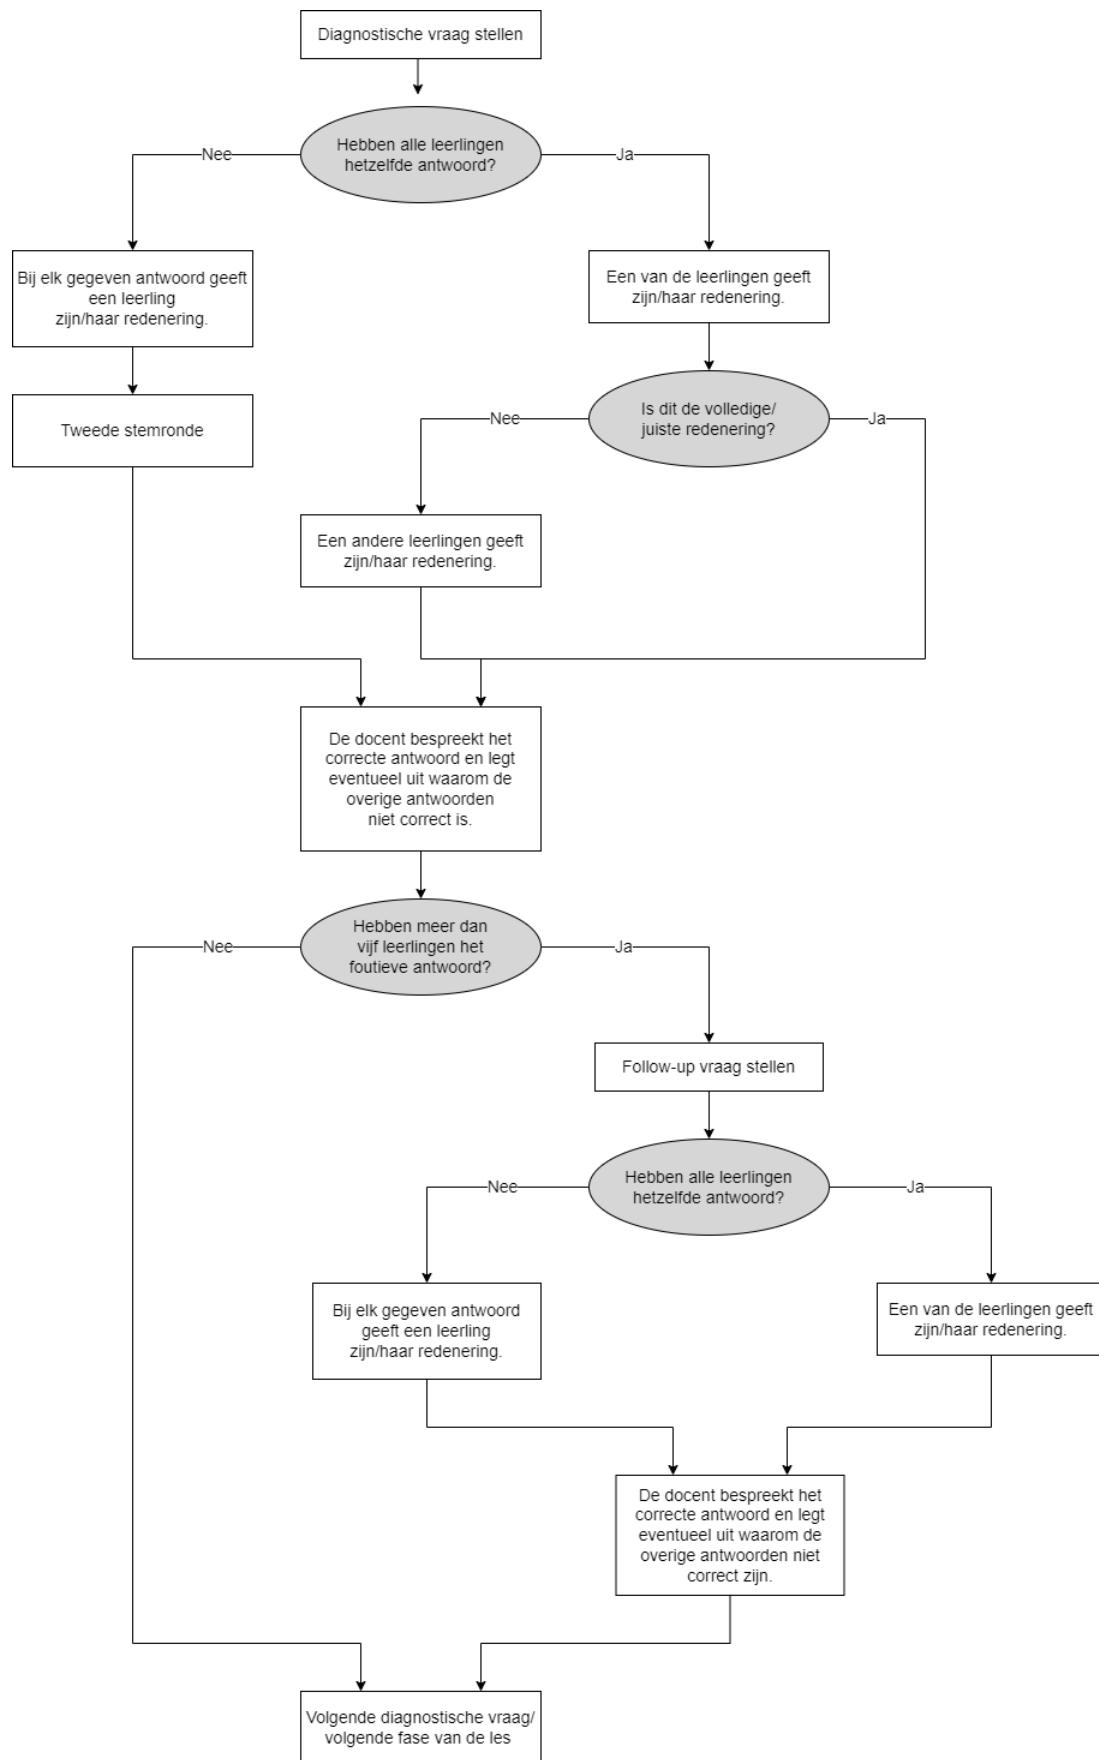 Diagnostische vraag stellen
Hebben alle leerlingen
hetzelfde antwoord?
Nee
Ja
Bij elk gegeven antwoord geeft
een leerling
zijn/haar redenering.
Een van de leerlingen geeft
zijn/haar redenering.
Tweede stemronde
Is dit de volledige/
juiste redenering?
Nee
Ja
Een andere leerlingen geeft
zijn/haar redenering.
De docent bespreekt het
correcte antwoord en legt
eventueel uit waarom de
overige antwoorden
niet correct is.
Hebben meer dan
vijf leerlingen het
foutieve antwoord?
Nee
Ja
Follow-up vraag stellen
Hebben alle leerlingen
hetzelfde antwoord?
Nee
Ja
Bij elk gegeven antwoord
geeft een leerling
zijn/haar redenering.
Een van de leerlingen geeft
zijn/haar redenering.
De docent bespreekt het
correcte antwoord en legt
eventueel uit waarom de
overige antwoorden niet
correct zijn.
Volgende diagnostische vraag/
volgende fase van de les